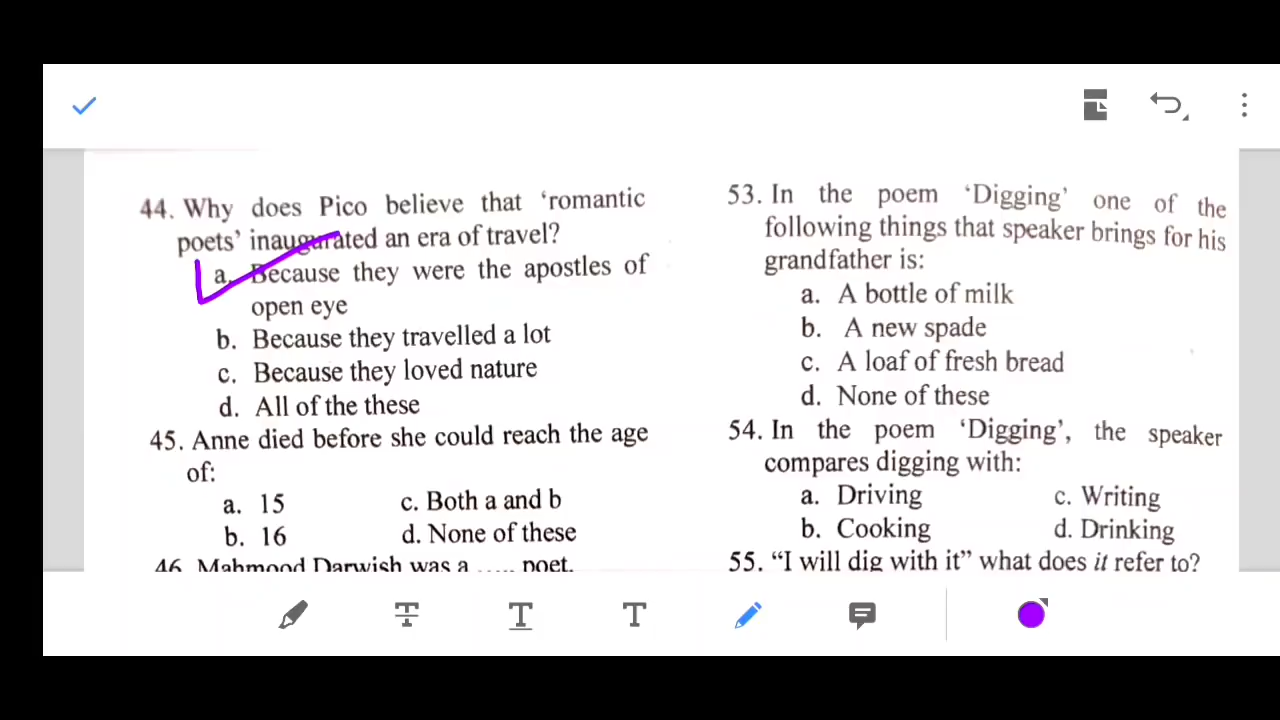 44. Why does Pico believe that ‘romantic
poets’ inaugurated an era of travel?
a. Because they were the apostles of
open eye
b. Because they travelled a lot
c. Because they loved nature
d. All of the these
45. Anne died before she could reach the age
of:
a. 15 c. Both a and b
b. 16 d. None of these
46. Mahmood Darwish was a ..... poet.
53. In the poem ‘Digging’ one of the
following things that speaker brings for his
grandfather is:
a. A bottle of milk
b. A new spade
c. A loaf of fresh bread
d. None of these
54. In the poem ‘Digging’, the speaker
compares digging with:
a. Driving c. Writing
b. Cooking d. Drinking
55. “I will dig with it” what does it refer to?
T T T